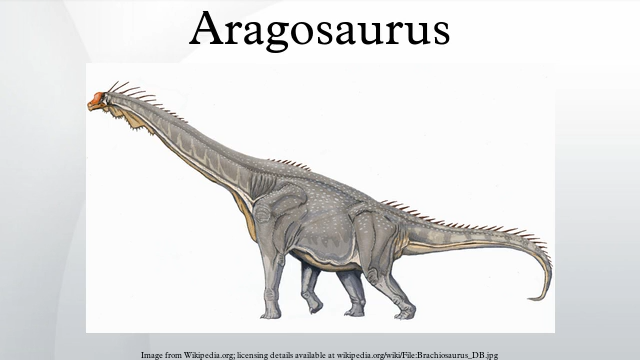 Aragosaurus
Image from Wikipedia.org; licensing details available at wikipedia.org/wiki/File:Brachiosaurus_DB.jpg